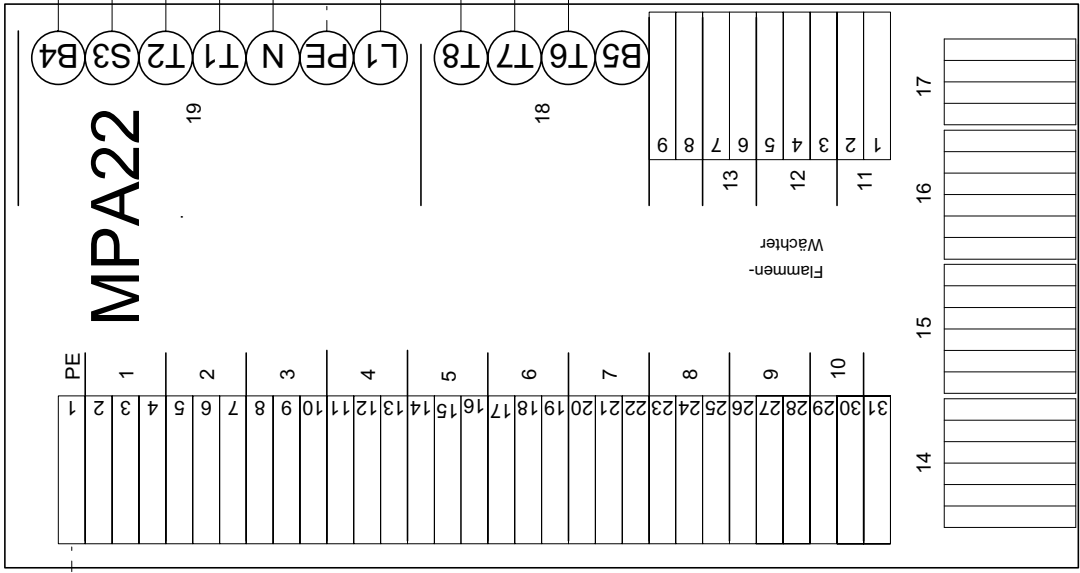 B4 S3 T2 T1 N PE L1 T8 T7 T6 B5
19 18
MPA22
9 8 7 6 5 4 3 2 1
13 12 11
17
16
15
14
Flammen-
Wächter
PE 1 2 3 4 5 6 7 8 9 10
1 2 3 4 5 6 7 8 9 10 11 12 13 14 15 16 17 18 19 20 21 22 23 24 25 26 27 28 29 30 31